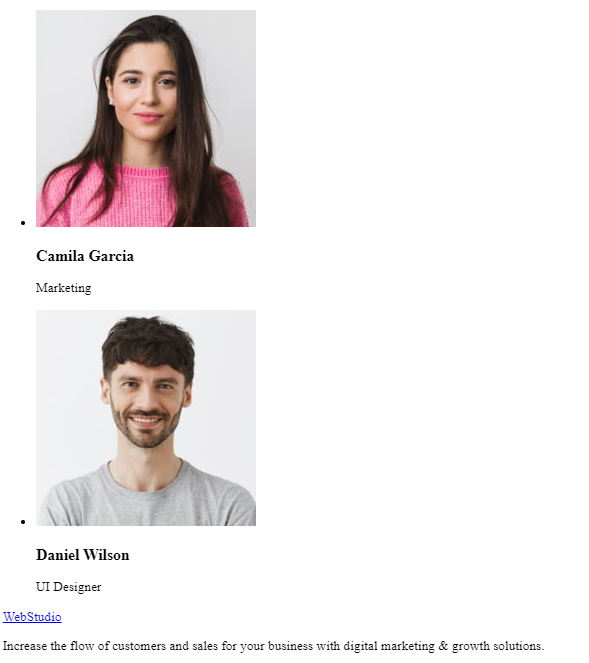 Camila Garcia
Marketing
Daniel Wilson
UI Designer
WebStudio
Increase the flow of customers and sales for your business with digital marketing & growth solutions.